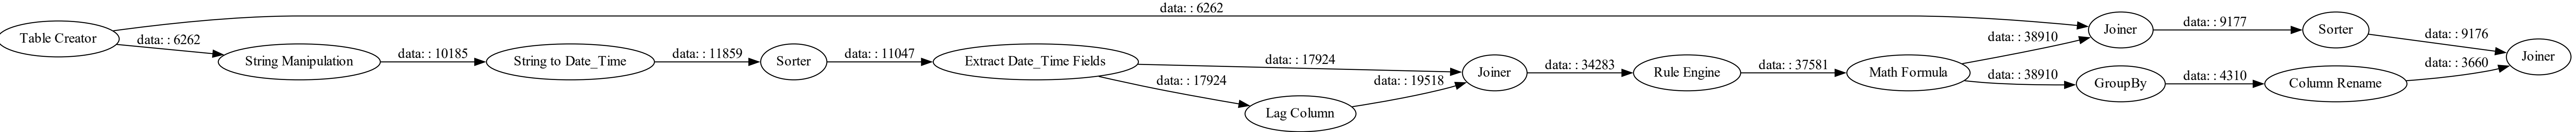 Table Creator
data: : 6262
data: : 6262
String Manipulation
data: : 10185
String to Date_Time
data: : 11859
Sorter
data: : 11047
Extract Date_Time Fields
data: : 17924
data: : 17924
Lag Column
data: : 19518
Joiner
data: : 34283
Rule Engine
data: : 37581
Math Formula
data: : 38910
data: : 38910
Joiner
data: : 9177
Sorter
data: : 9176
GroupBy
data: : 4310
Column Rename
data: : 3660
Joiner